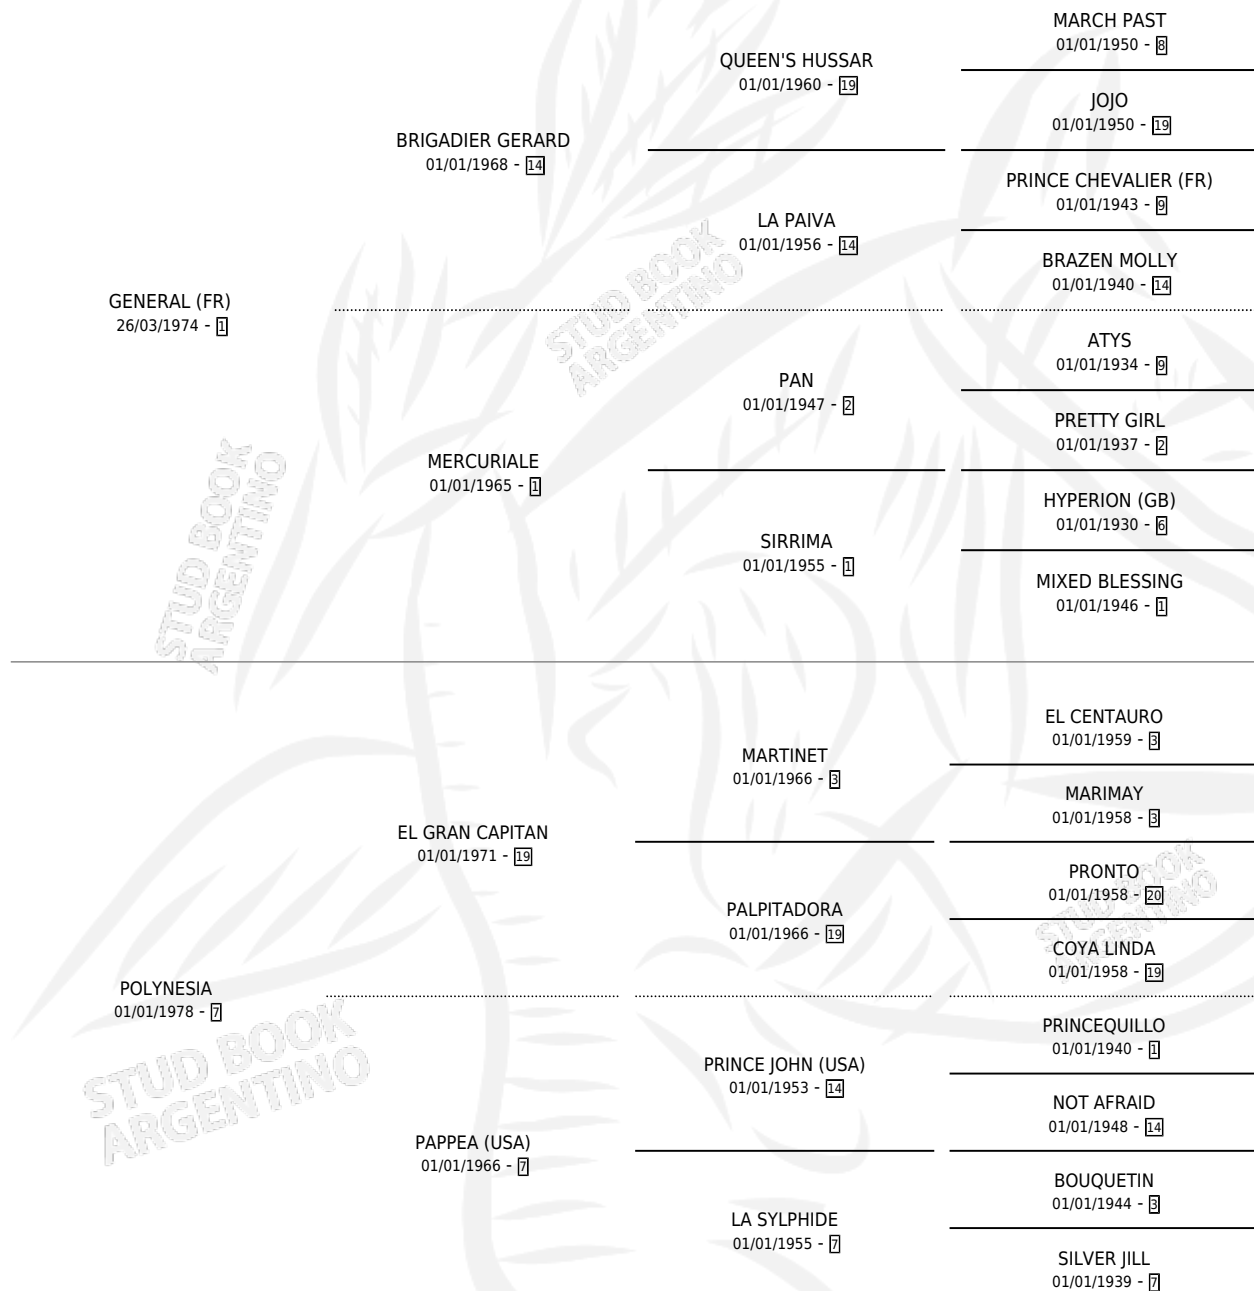 MARCH PAST
01/01/1950 - 8
QUEEN'S HUSSAR
01/01/1960 - 19
JOJO
01/01/1950 - 19
BRIGADIER GERARD
01/01/1968 - 14
PRINCE CHEVALIER (FR)
01/01/1943 - 9
LA PAIVA
01/01/1956 - 14
BRAZEN MOLLY
01/01/1940 - 14
GENERAL (FR)
26/03/1974 - 1
ATYS
01/01/1934 - 9
PAN
01/01/1947 - 2
PRETTY GIRL
01/01/1937 - 2
MERCURIALE
01/01/1965 - 1
HYPERION (GB)
01/01/1930 - 6
SIRRIMA
01/01/1955 - 1
MIXED BLESSING
01/01/1946 - 1
EL CENTAURO
01/01/1959 - 3
MARTINET
01/01/1966 - 3
MARIMAY
01/01/1958 - 3
EL GRAN CAPITAN
01/01/1971 - 19
PRONTO
01/01/1958 - 20
PALPITADORA
01/01/1966 - 19
COYA LINDA
01/01/1958 - 19
POLYNESIA
01/01/1978 - 7
PRINCEQUILLO
01/01/1940 - 1
PRINCE JOHN (USA)
01/01/1953 - 14
NOT AFRAID
01/01/1948 - 14
PAPPEA (USA)
01/01/1966 - 7
BOUQUETIN
01/01/1944 - 3
LA SYLPHIDE
01/01/1955 - 7
SILVER JILL
01/01/1939 - 7
STUD BOOK
ARGENTINO
STUD BOOK
ARGENTINO
STUD BOOK
ARGENTINO
STUD BOOK
ARGENTINO